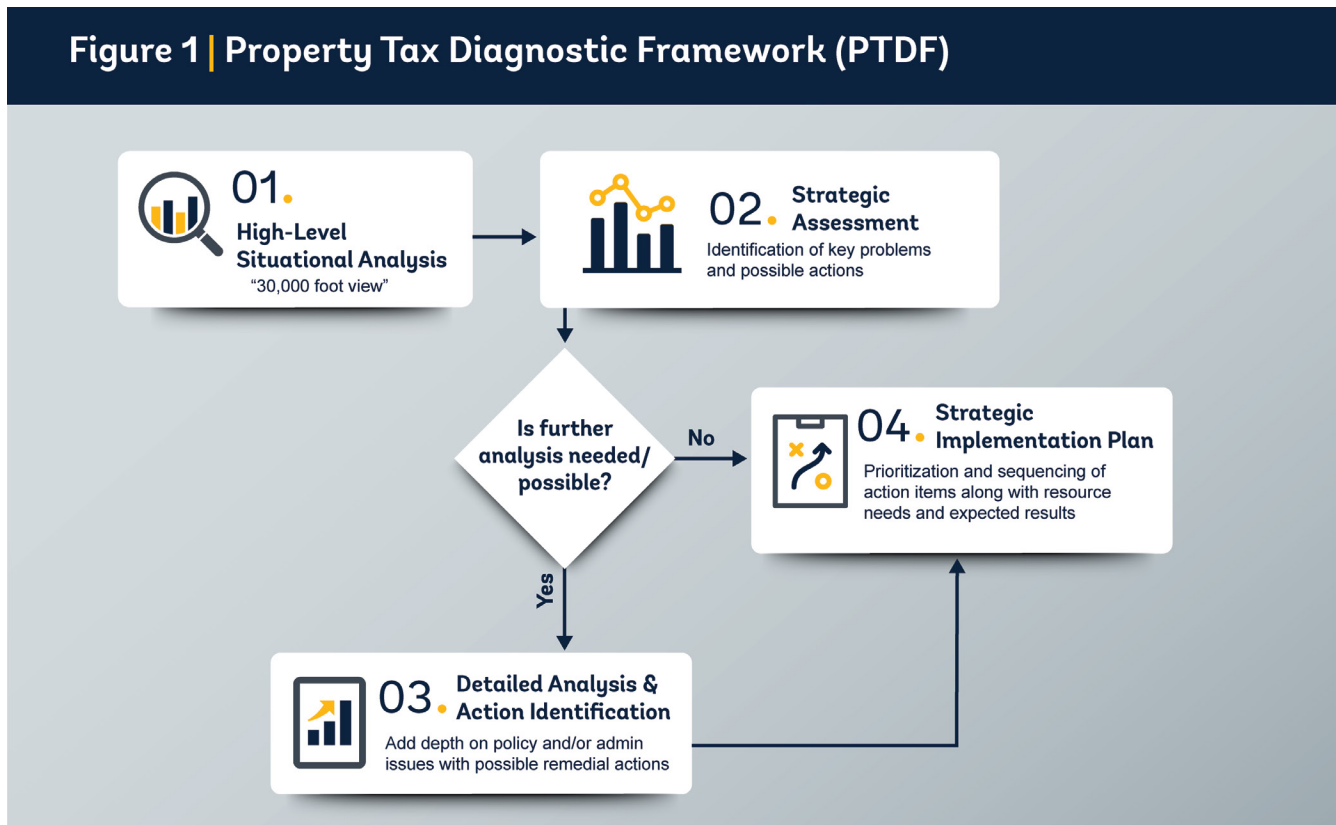 Figure 1 | Property Tax Diagnostic Framework (PTDF)
01.
High-Level
Situational Analysis
“30,000 foot view”
02.
Strategic
Assessment
Identification of key problems
and possible actions
Is further
analysis needed/
possible?
No
Yes
03.
Detailed Analysis &
Action Identification
Add depth on policy and/or admin
issues with possible remedial actions
04.
Strategic
Implementation Plan
Prioritization and sequencing of
action items along with resource
needs and expected results